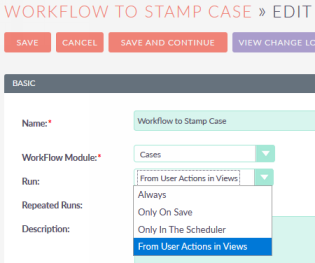 WORKFLOW TO STAMP CASE » EDIT
SAVE CANCEL SAVE AND CONTINUE VIEW CHANGE
BASIC
Name:* Workflow to Stamp Case
WorkFlow Module:* Cases
Run: From User Actions in Views
Always
Repeated Runs:
Only On Save
Description: Only In The Scheduler
From User Actions in Views